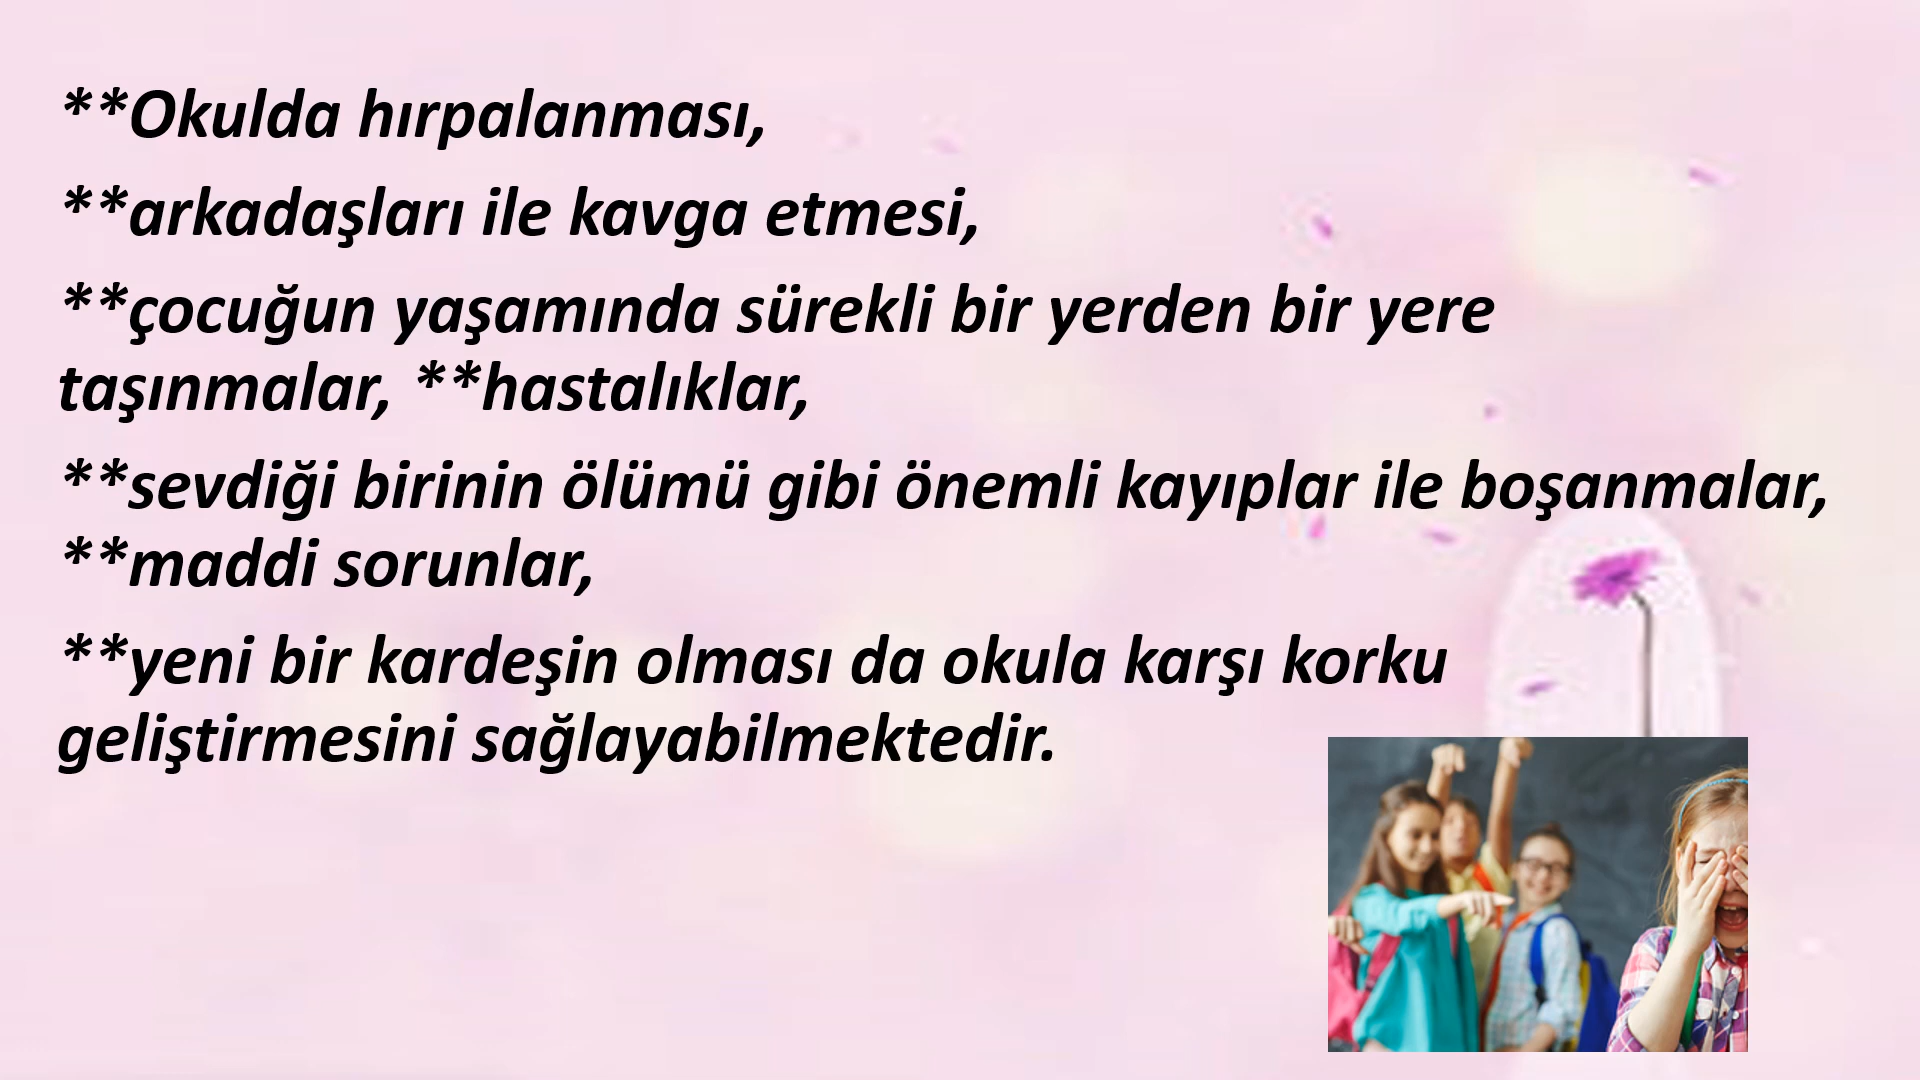 **Okulda hırpalanması,
**arkadaşları ile kavga etmesi,
**çocuğun yaşamında sürekli bir yerden bir yere
taşınmalar, **hastalıklar,
**sevdiği birinin ölümü gibi önemli kayıplar ile boşanmalar,
**maddi sorunlar,
**yeni bir kardeşin olması da okula karşı korku
geliştirmesini sağlayabilmektedir.